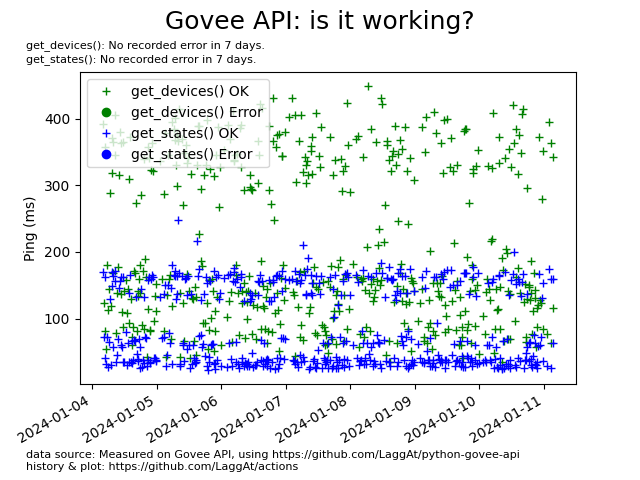 Govee API: is it working?
get_devices(): No recorded error in 7 days.
get_states(): No recorded error in 7 days.
get_devices() OK
get_devices() Error
get_states() OK
get_states() Error
Ping (ms)
400
300
200
100
2024-01-04
2024-01-05
2024-01-06
2024-01-07
2024-01-08
2024-01-09
2024-01-10
2024-01-11
data source: Measured on Govee API, using https://github.com/LaggAt/python-govee-api
history & plot: https://github.com/LaggAt/actions